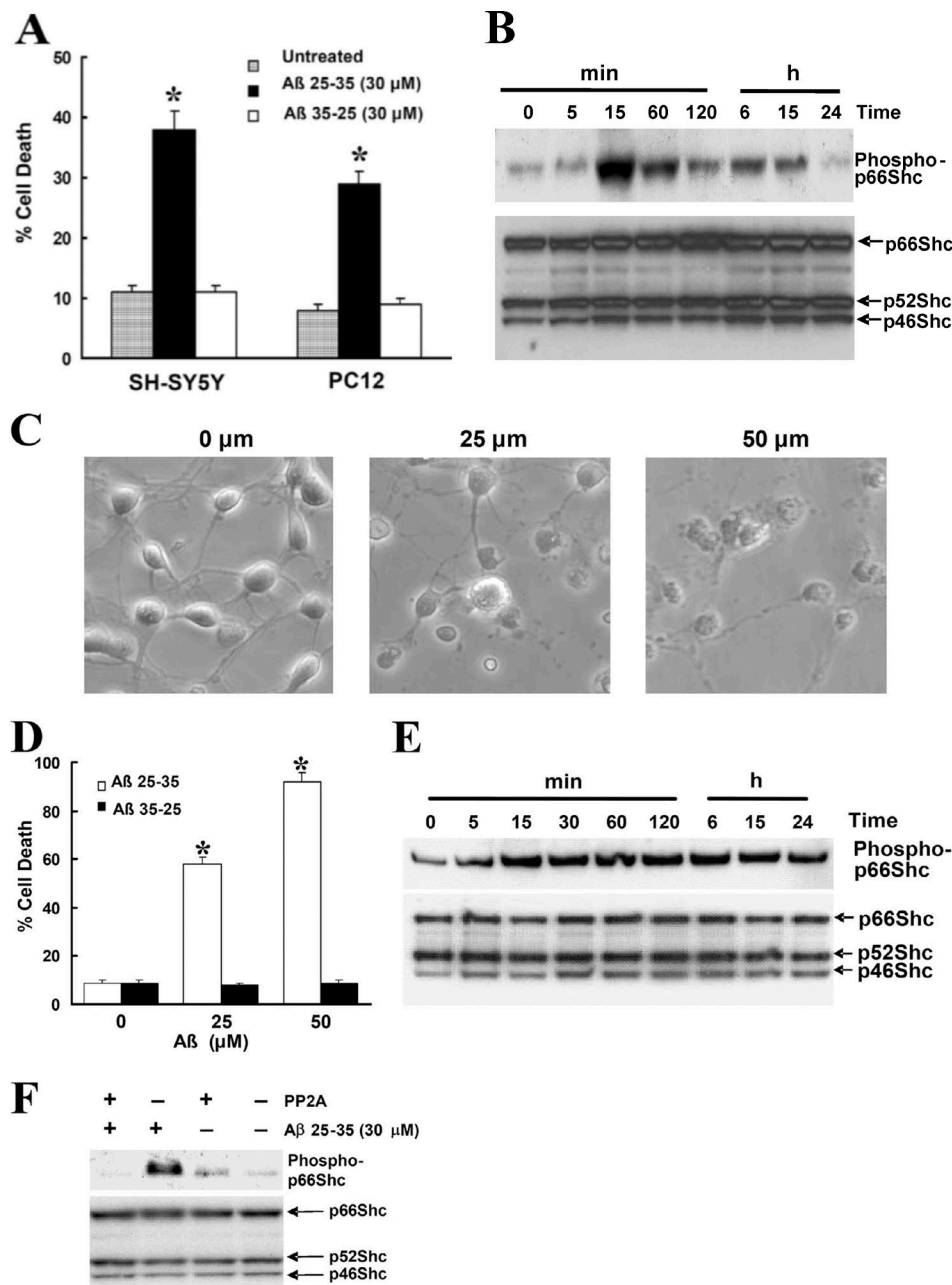 A
50
40
30
20
10
0
% Cell Death
Untreated
Aß 25-35 (30 µM)
Aß 35-25 (30 µM)
*
*
SH-SY5Y PC12
B
min h
0 5 15 60 120 6 15 24 Time
Phospho-
p66Shc
p66Shc
p52Shc
p46Shc
C
0 µm 25 µm 50 µm
D
100
80
60
40
20
0
% Cell Death
Aß 25-35
Aß 35-25
*
*
0 25 50
Aß (µM)
E
min h
0 5 15 30 60 120 6 15 24 Time
Phospho-
p66Shc
p66Shc
p52Shc
p46Shc
F
+ – + – PP2A
+ + – – Aβ 25-35 (30 µM)
Phospho-
p66Shc
p66Shc
p52Shc
p46Shc